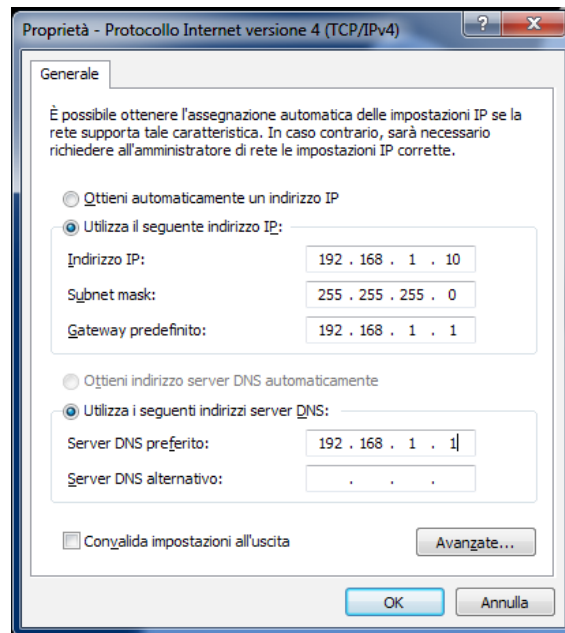 Proprietà - Protocollo Internet versione 4 (TCP/IPv4)
Generale
È possibile ottenere l'assegnazione automatica delle impostazioni IP se la
rete supporta tale caratteristica. In caso contrario, sarà necessario
richiedere all'amministratore di rete le impostazioni IP corrette.
Ottieni automaticamente un indirizzo IP
Utilizza il seguente indirizzo IP:
Indirizzo IP: 192 . 168 . 1 . 10
Subnet mask: 255 . 255 . 255 . 0
Gateway predefinito: 192 . 168 . 1 . 1
Ottieni indirizzo server DNS automaticamente
Utilizza i seguenti indirizzi server DNS:
Server DNS preferito: 192 . 168 . 1 . 1
Server DNS alternativo: . . .
Convalida impostazioni all'uscita Avanzate...
OK Annulla